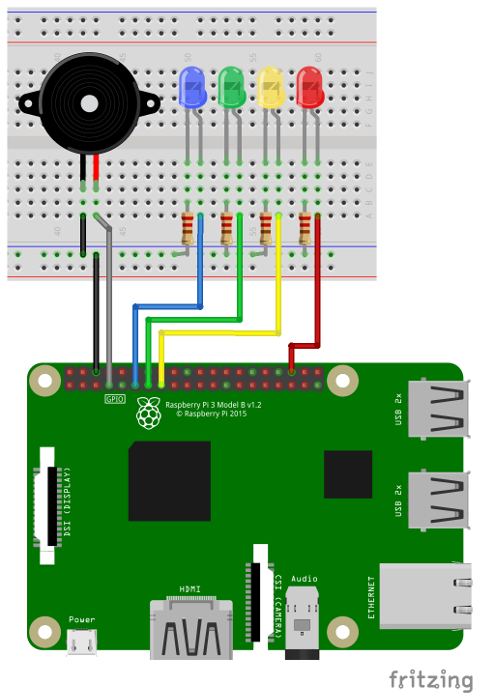 50
55
60
J
I
H
G
F
45
E
D
C
B
A
40
45
55
GPIO
Raspberry Pi 3 Model B v1.2
© Raspberry Pi 2015
USB 2x
DSI (DISPLAY)
USB 2x
HDMI
CSI (CAMERA)
Audio
ETHERNET
Power
fritzing